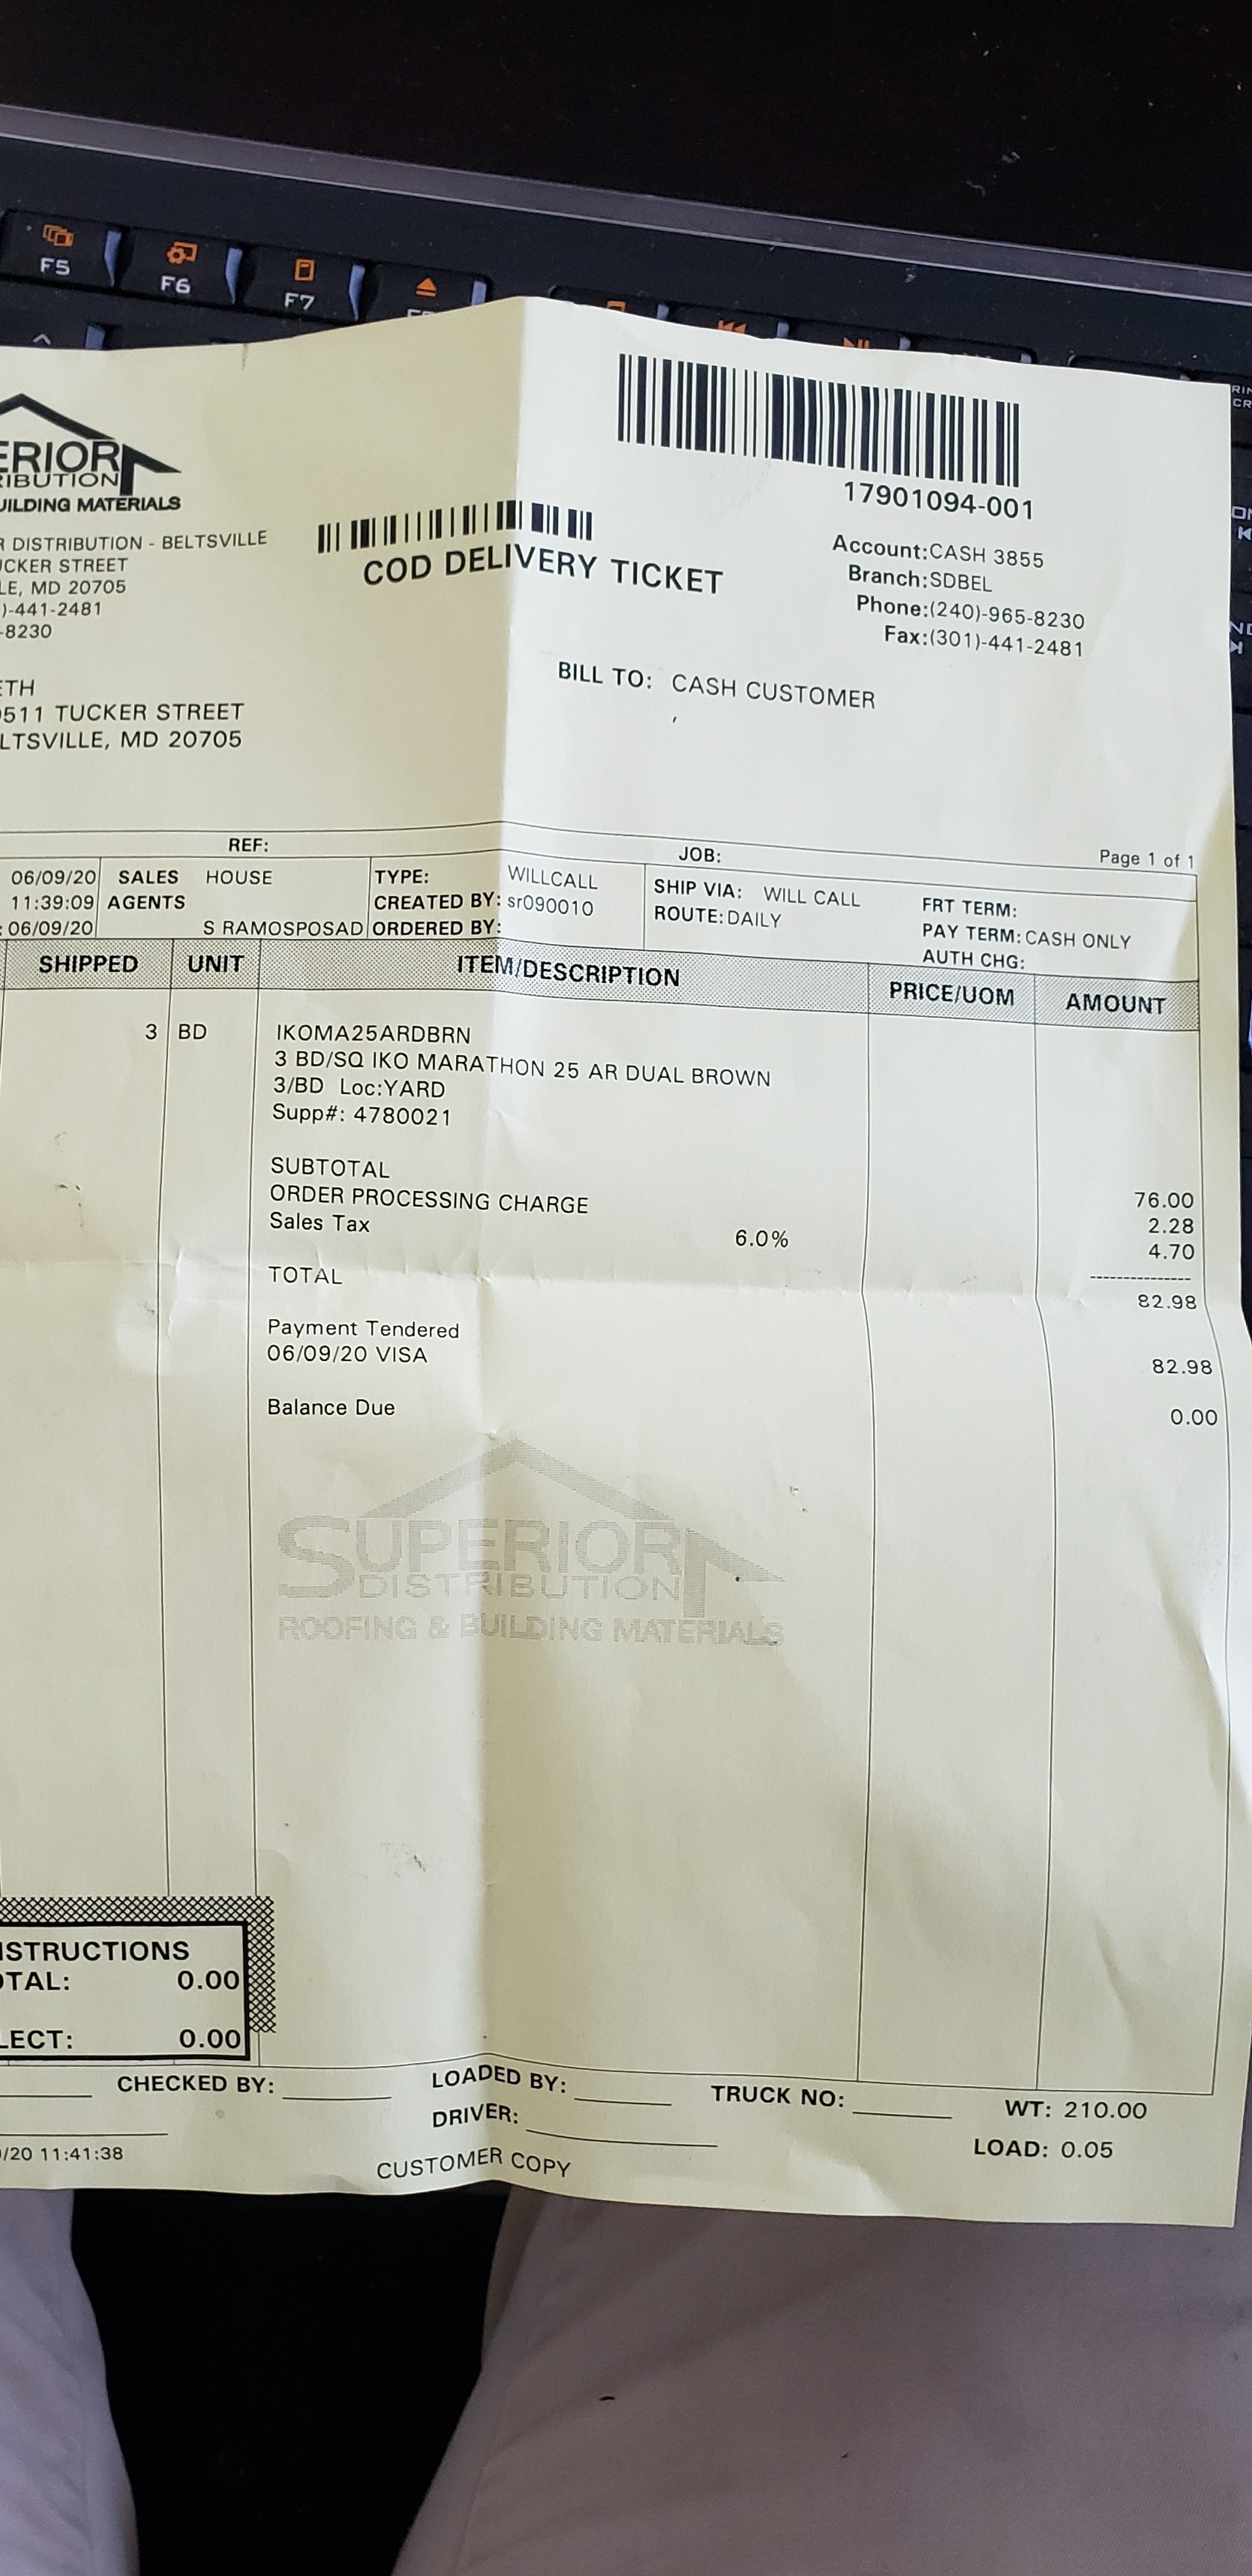 F5
F6
F7
17901094-001
ERIOR
RIBUTION
UILDING MATERIALS
R DISTRIBUTION - BELTSVILLE
UCKER STREET
LE, MD 20705
)-441-2481
-8230
COD DELIVERY TICKET
Account:CASH 3855
Branch:SDBEL
Phone:(240)-965-8230
Fax:(301)-441-2481
ETH
9511 TUCKER STREET
LTSVILLE, MD 20705
BILL TO: CASH CUSTOMER
,
REF:
JOB:
Page 1 of 1
06/09/20 SALES HOUSE
11:39:09 AGENTS
: 06/09/20 S RAMOSPOSAD
TYPE: WILLCALL
CREATED BY: sr090010
ORDERED BY:
SHIP VIA: WILL CALL
ROUTE:DAILY
FRT TERM:
PAY TERM:CASH ONLY
AUTH CHG:
SHIPPED UNIT ITEM/DESCRIPTION PRICE/UOM AMOUNT
3 BD IKOMA25ARDBRN
3 BD/SQ IKO MARATHON 25 AR DUAL BROWN
3/BD Loc:YARD
Supp#: 4780021
SUBTOTAL 76.00
ORDER PROCESSING CHARGE 2.28
Sales Tax 6.0% 4.70
---------------
TOTAL 82.98
Payment Tendered
06/09/20 VISA 82.98
Balance Due 0.00
SUPERIOR
DISTRIBUTION
ROOFING & BUILDING MATERIALS
STRUCTIONS
OTAL: 0.00
LECT: 0.00
CHECKED BY:
LOADED BY:
TRUCK NO:
WT: 210.00
DRIVER:
LOAD: 0.05
/20 11:41:38
CUSTOMER COPY